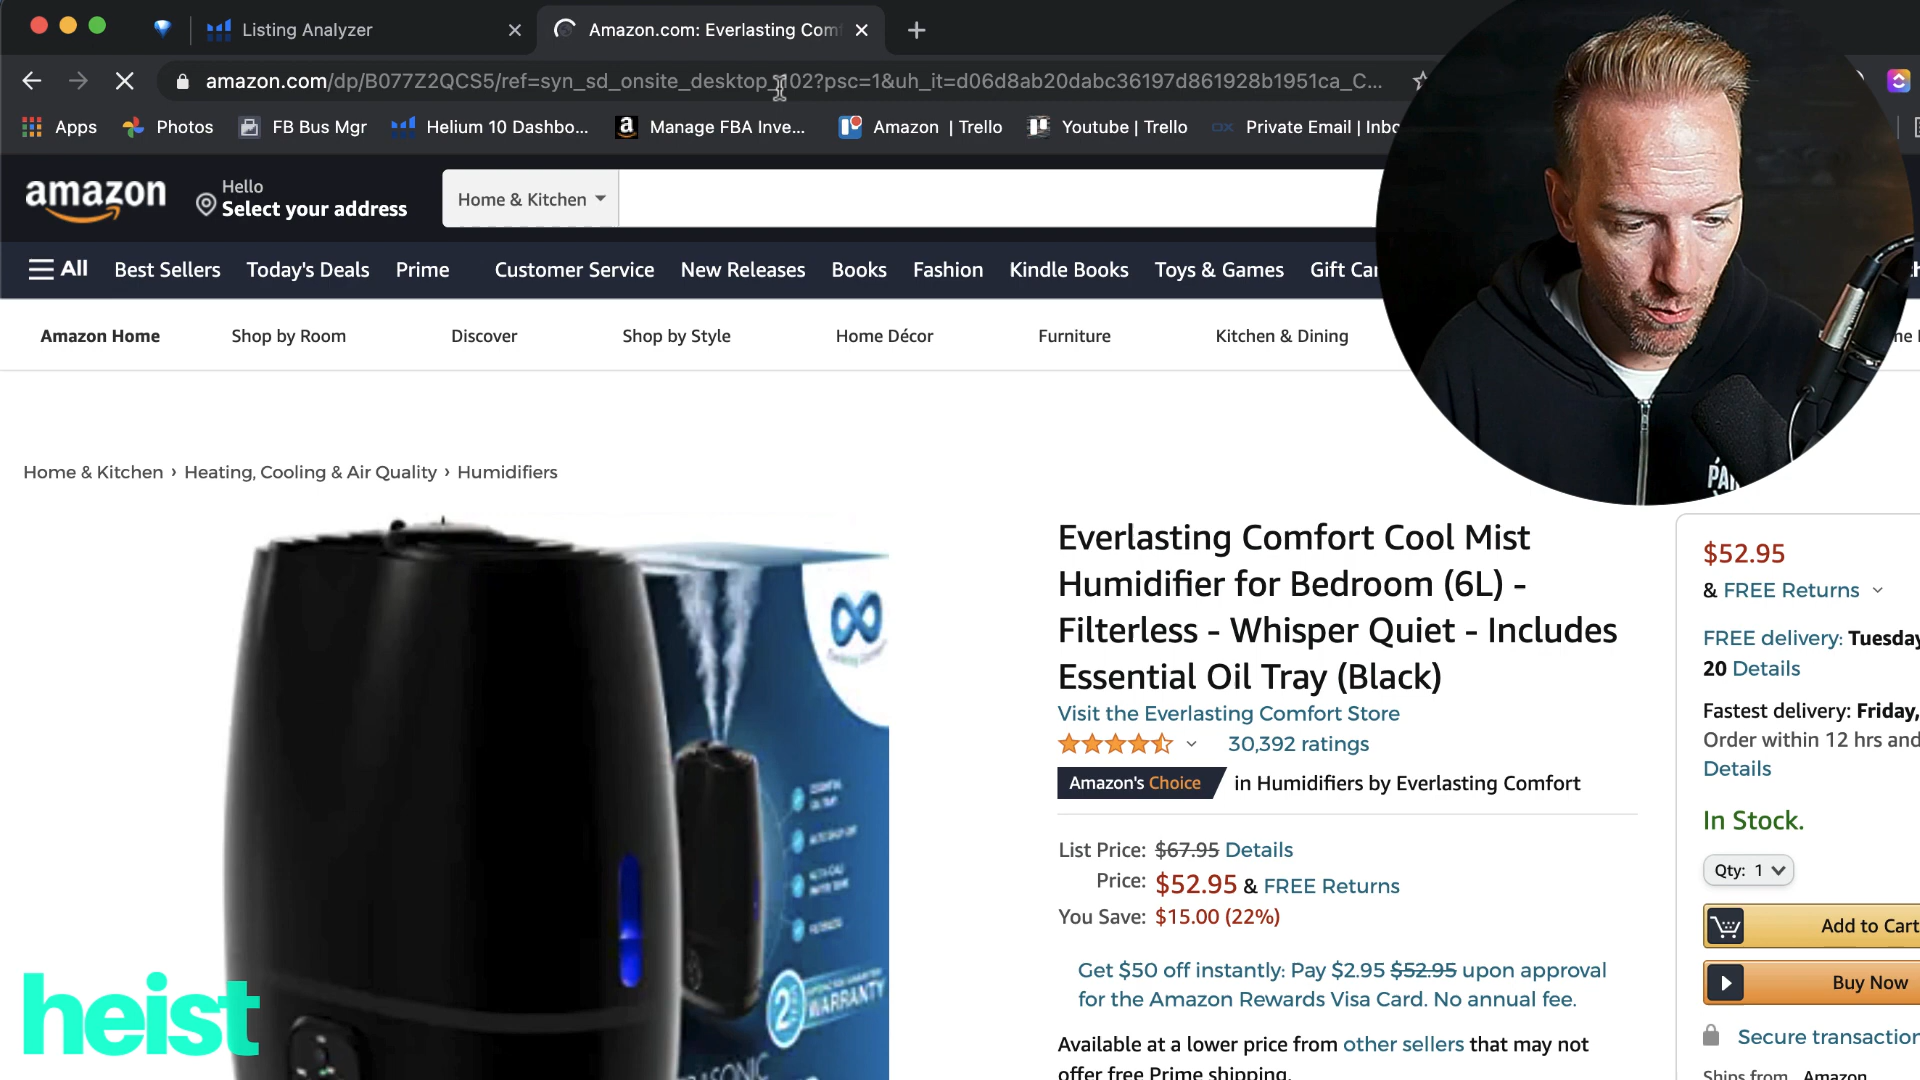 Listing Analyzer
Amazon.com: Everlasting Com
amazon.com/dp/B077Z2QCS5/ref=syn_sd_onsite_desktop_102?psc=1&uh_it=d06d8ab20dabc36197d861928b1951ca_C...
Apps Photos FB Bus Mgr Helium 10 Dashbo... Manage FBA Inve... Amazon | Trello Youtube | Trello Private Email | Inbo
amazon
Hello
Select your address
Home & Kitchen
All Best Sellers Today's Deals Prime Customer Service New Releases Books Fashion Kindle Books Toys & Games Gift Car
Amazon Home Shop by Room Discover Shop by Style Home Décor Furniture Kitchen & Dining
Home & Kitchen › Heating, Cooling & Air Quality › Humidifiers
Everlasting Comfort Cool Mist
Humidifier for Bedroom (6L) -
Filterless - Whisper Quiet - Includes
Essential Oil Tray (Black)
Visit the Everlasting Comfort Store
30,392 ratings
Amazon's Choice in Humidifiers by Everlasting Comfort
List Price: $67.95 Details
Price: $52.95 & FREE Returns
You Save: $15.00 (22%)
Get $50 off instantly: Pay $2.95 $52.95 upon approval
for the Amazon Rewards Visa Card. No annual fee.
Available at a lower price from other sellers that may not
offer free Prime shipping.
$52.95
& FREE Returns
FREE delivery: Tuesday
20 Details
Fastest delivery: Friday,
Order within 12 hrs and
Details
In Stock.
Qty: 1
Add to Cart
Buy Now
Secure transaction
Ships from Amazon
2
WARRANTY
heist